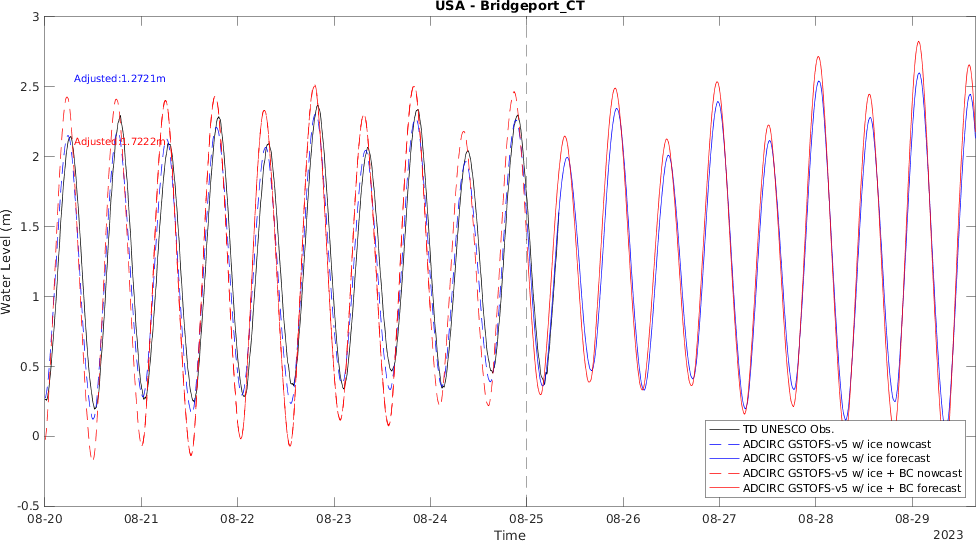 USA - Bridgeport_CT
3
2.5
2
1.5
1
0.5
0
-0.5
Water Level (m)
Adjusted:1.2721m
Adjusted:1.7222m
TD UNESCO Obs.
ADCIRC GSTOFS-v5 w/ ice nowcast
ADCIRC GSTOFS-v5 w/ ice forecast
ADCIRC GSTOFS-v5 w/ ice + BC nowcast
ADCIRC GSTOFS-v5 w/ ice + BC forecast
08-20 08-21 08-22 08-23 08-24 08-25 08-26 08-27 08-28 08-29
Time
2023